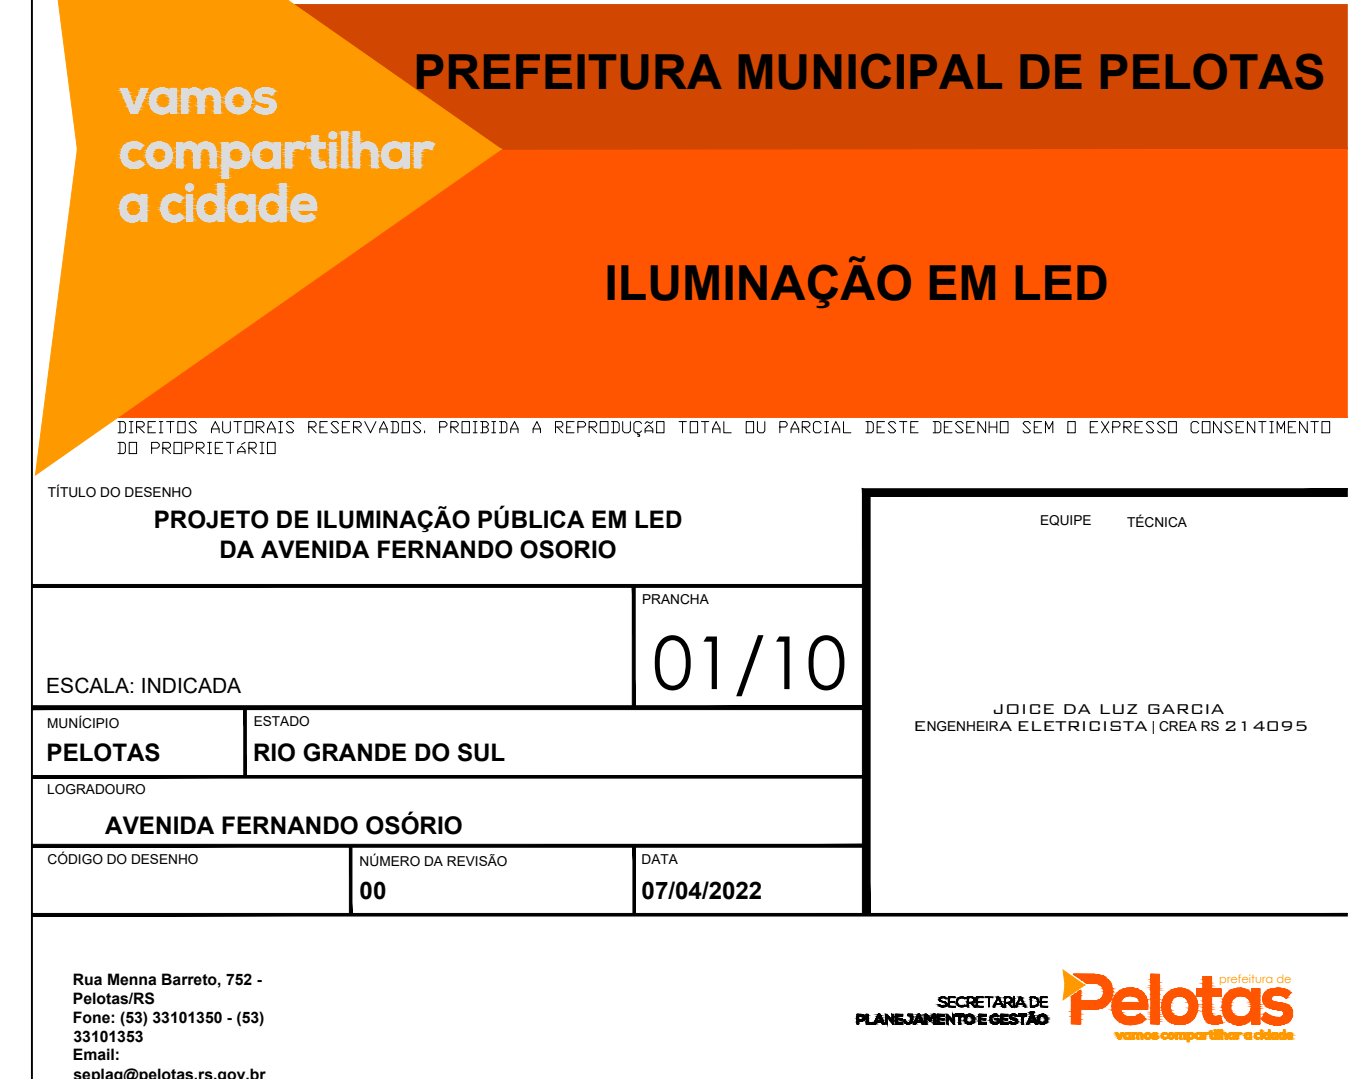 PREFEITURA MUNICIPAL DE PELOTAS
vamos
compartilhar
a cidade
ILUMINAÇÃO EM LED
DIREITOS AUTORAIS RESERVADOS. PROIBIDA A REPRODUÇÃO TOTAL OU PARCIAL DESTE DESENHO SEM O EXPRESSO CONSENTIMENTO
DO PROPRIETÁRIO
TÍTULO DO DESENHO
PROJETO DE ILUMINAÇÃO PÚBLICA EM LED
DA AVENIDA FERNANDO OSORIO
EQUIPE TÉCNICA
PRANCHA
01/10
ESCALA: INDICADA
JOICE DA LUZ GARCIA
ENGENHEIRA ELETRICISTA | CREA RS 214095
MUNÍCIPIO
PELOTAS
ESTADO
RIO GRANDE DO SUL
LOGRADOURO
AVENIDA FERNANDO OSÓRIO
CÓDIGO DO DESENHO
NÚMERO DA REVISÃO
00
DATA
07/04/2022
Rua Menna Barreto, 752 -
Pelotas/RS
Fone: (53) 33101350 - (53)
33101353
Email:
seplag@pelotas.rs.gov.br
SECRETARIA DE
PLANEJAMENTO E GESTÃO
prefeitura de
Pelotas
vamos compartilhar a cidade